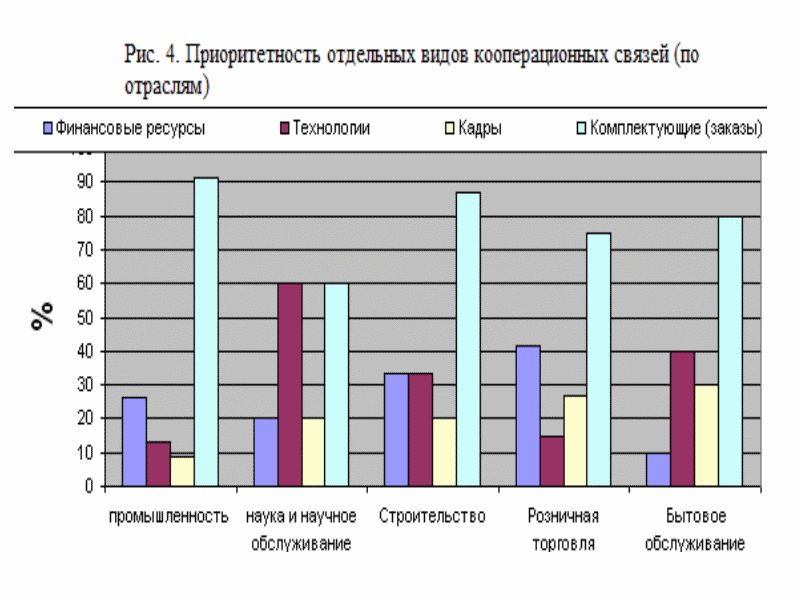 Рис. 4. Приоритетность отдельных видов кооперационных связей (по
отраслям)
Финансовые ресурсы Технологии Кадры Комплектующие (заказы)
90
80
70
60
50
40
30
20
10
0
%
промышленность наука и научное Строительство Розничная Бытовое
обслуживание торговля обслуживание